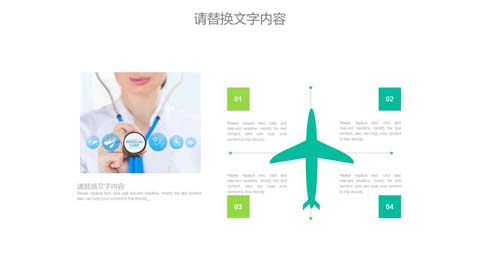 请替换文字内容
01
Please replace text, click add
relevant headline, modify the text
content, also can copy your
content to this directly.
02
Please replace text, click add
relevant headline, modify the text
content, also can copy your
content to this directly.
MEDICAL
CARE
请替换文字内容
Please replace text, click add relevant headline, modify the text content,
also can copy your content to this directly.
Please replace text, click add
relevant headline, modify the text
content, also can copy your
content to this directly.
03
Please replace text, click add
relevant headline, modify the text
content, also can copy your content
to this directly.
04